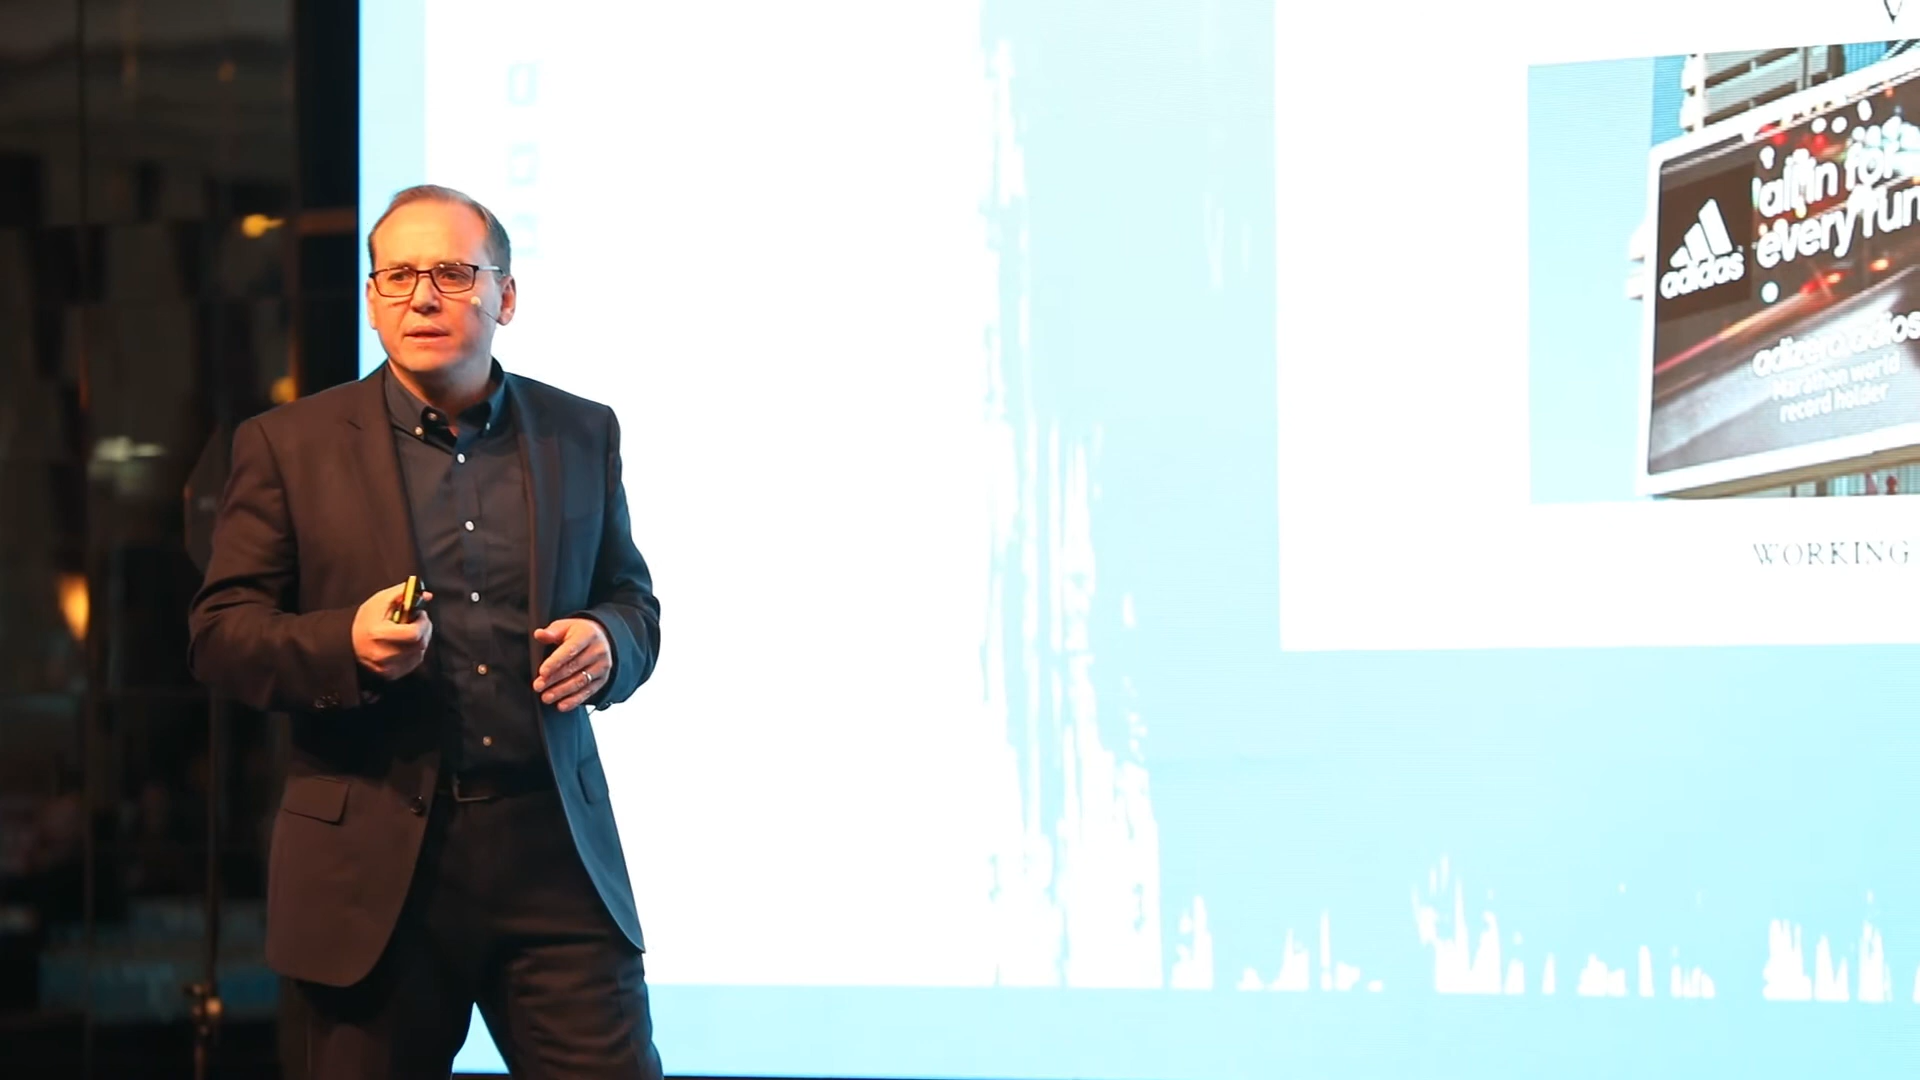 all in for
every run
adidas
adizero adios
Marathon world
record holder
WORKING